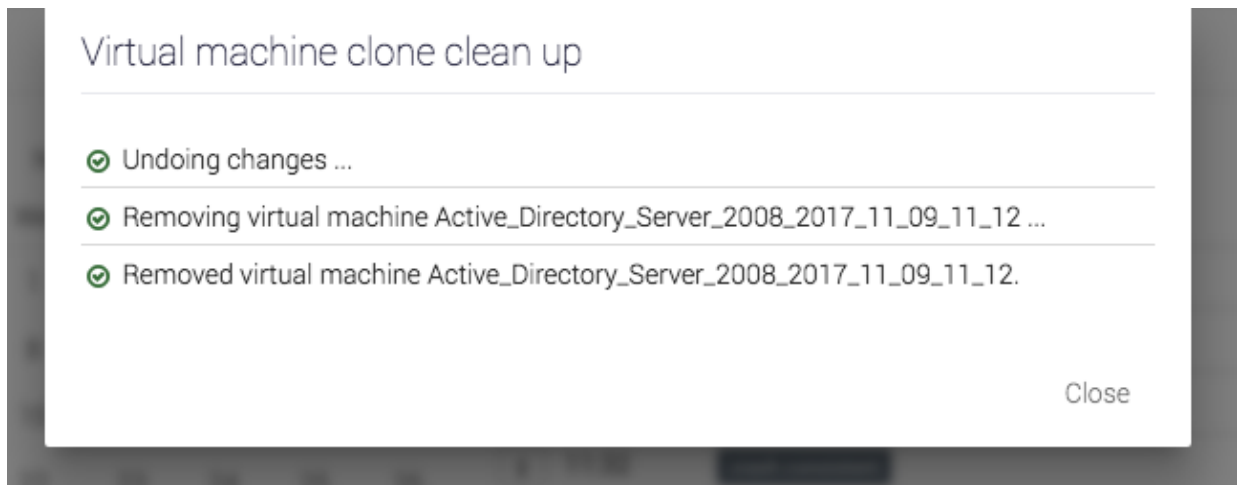 Virtual machine clone clean up
Undoing changes ...
Removing virtual machine Active_Directory_Server_2008_2017_11_09_11_12 ...
Removed virtual machine Active_Directory_Server_2008_2017_11_09_11_12.
Close